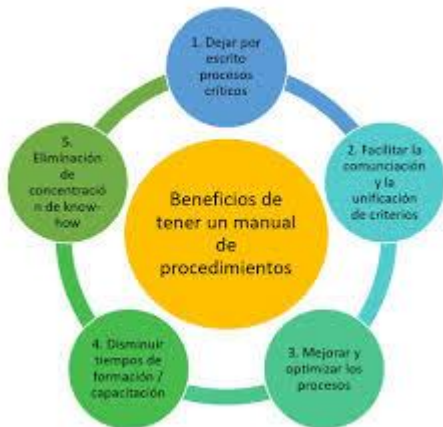 Beneficios de
tener un manual
de
procedimientos
1. Dejar por
escrito
procesos
críticos
2. Facilitar la
comunciación
y la
unificación
de criterios
3. Mejorar y
optimizar los
procesos
4. Disminuir
tiempos de
formación /
capacitación
5.
Eliminación
de
concentració
n de know-
how